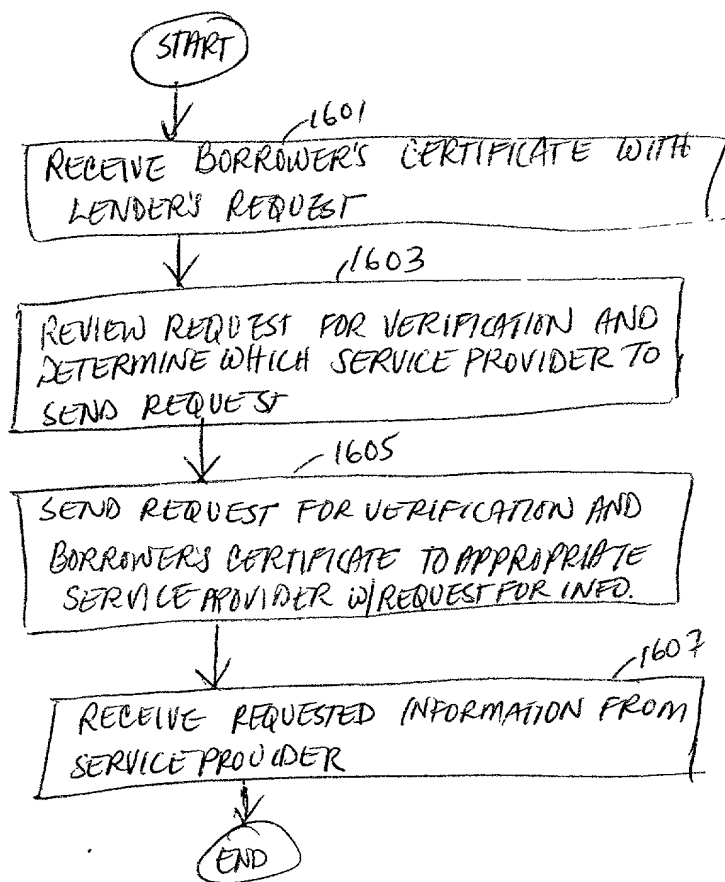 START
1601
RECEIVE BORROWER'S CERTIFICATE WITH
LENDER'S REQUEST
1603
REVIEW REQUEST FOR VERIFICATION AND
DETERMINE WHICH SERVICE PROVIDER TO
SEND REQUEST
1605
SEND REQUEST FOR VERIFICATION AND
BORROWER'S CERTIFICATE TO APPROPRIATE
SERVICE PROVIDER W/REQUEST FOR INFO.
1607
RECEIVE REQUESTED INFORMATION FROM
SERVICE PROVIDER
END